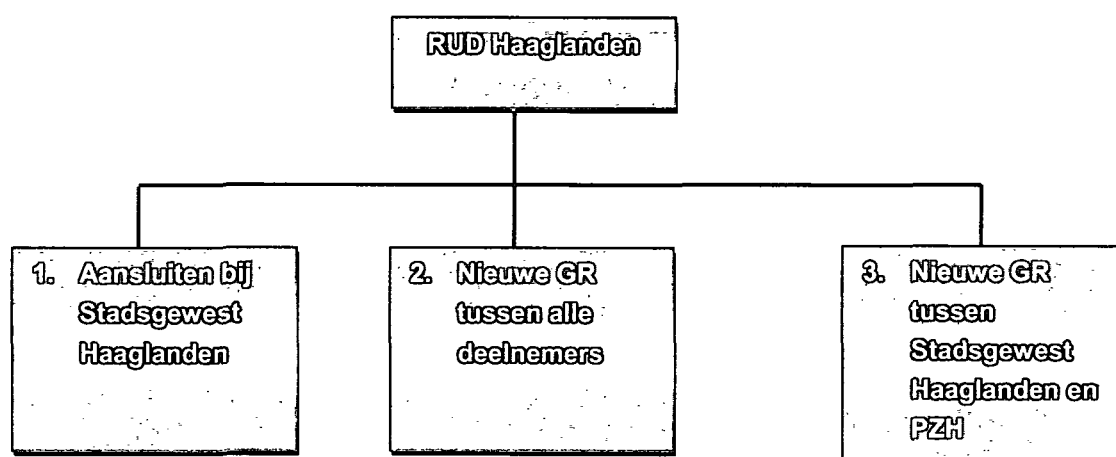 RUD Haaglanden
1. Aansluiten bij
Stadsgewest
Haaglanden
2. Nieuwe GR
tussen alle
deelnemers
3. Nieuwe GR
tussen
Stadsgewest
Haaglanden en
PZH